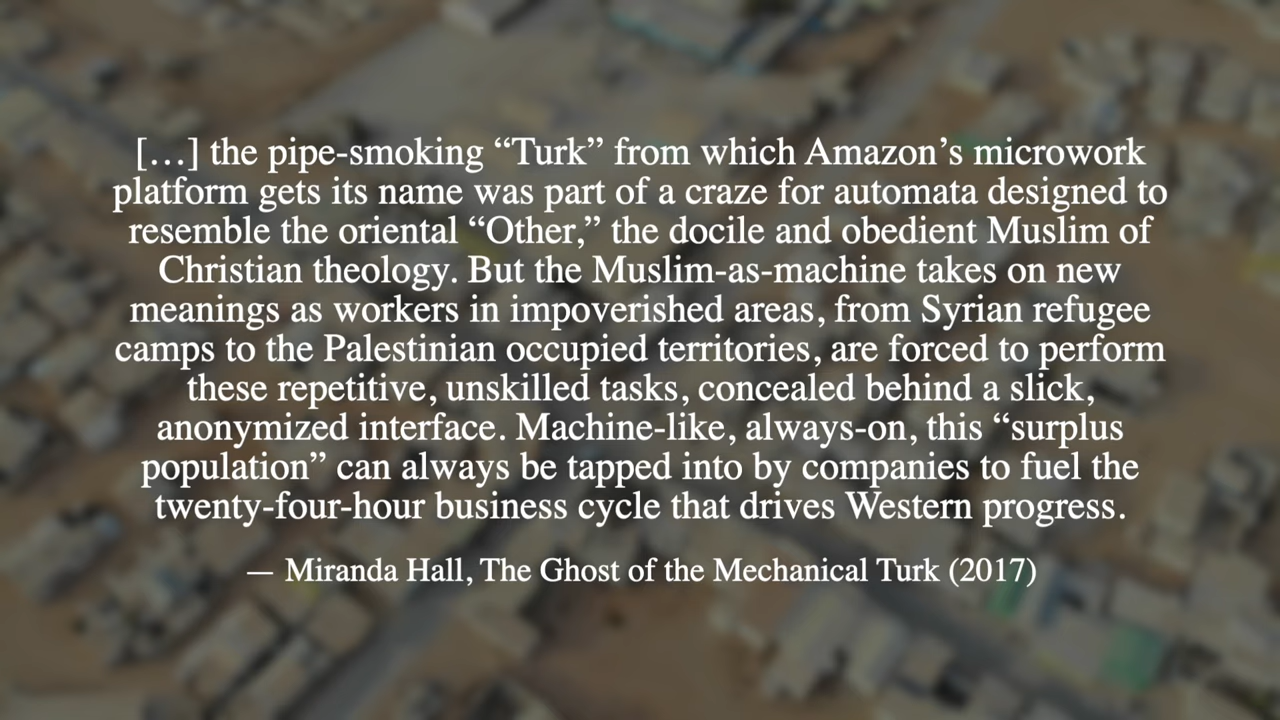 […] the pipe-smoking “Turk” from which Amazon’s microwork
platform gets its name was part of a craze for automata designed to
resemble the oriental “Other,” the docile and obedient Muslim of
Christian theology. But the Muslim-as-machine takes on new
meanings as workers in impoverished areas, from Syrian refugee
camps to the Palestinian occupied territories, are forced to perform
these repetitive, unskilled tasks, concealed behind a slick,
anonymized interface. Machine-like, always-on, this “surplus
population” can always be tapped into by companies to fuel the
twenty-four-hour business cycle that drives Western progress.
— Miranda Hall, The Ghost of the Mechanical Turk (2017)